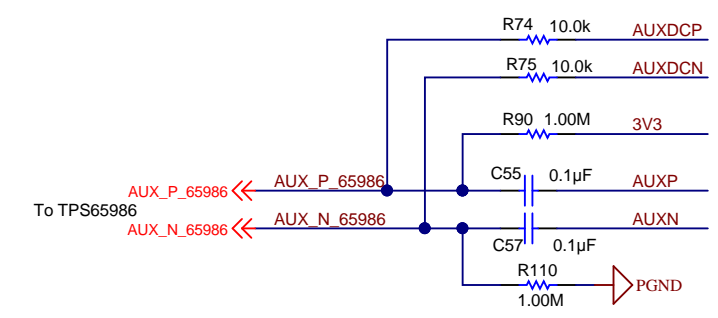 R74 10.0k AUXDCP
R75 10.0k AUXDCN
R90 1.00M 3V3
C55 0.1µF AUXP
AUX_P_65986 AUX_P_65986
To TPS65986
AUX_N_65986 AUX_N_65986 AUXN
C57 0.1µF
R110
1.00M PGND